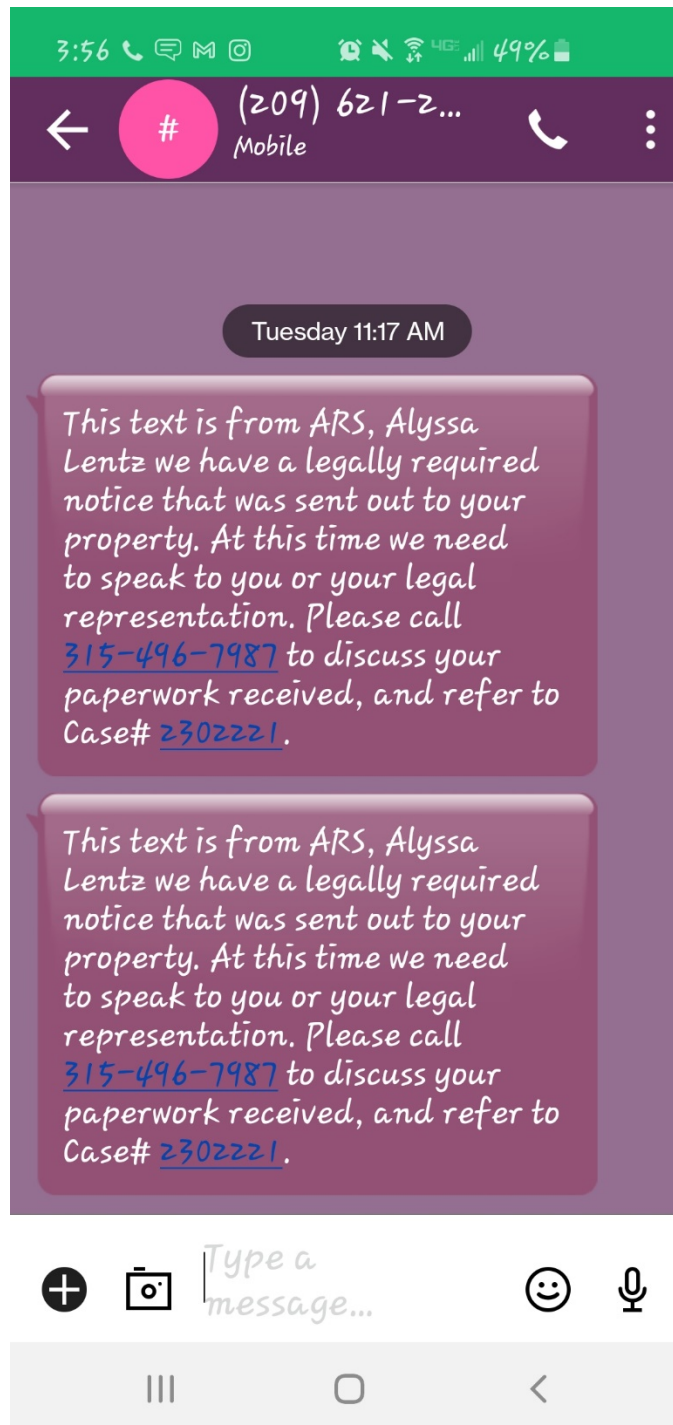 3:56 4GE 49%
# (209) 621-2...
Mobile
Tuesday 11:17 AM
This text is from ARS, Alyssa
Lentz we have a legally required
notice that was sent out to your
property. At this time we need
to speak to you or your legal
representation. Please call
315-496-7987 to discuss your
paperwork received, and refer to
Case# 2302221.
This text is from ARS, Alyssa
Lentz we have a legally required
notice that was sent out to your
property. At this time we need
to speak to you or your legal
representation. Please call
315-496-7987 to discuss your
paperwork received, and refer to
Case# 2302221.
Type a
message...